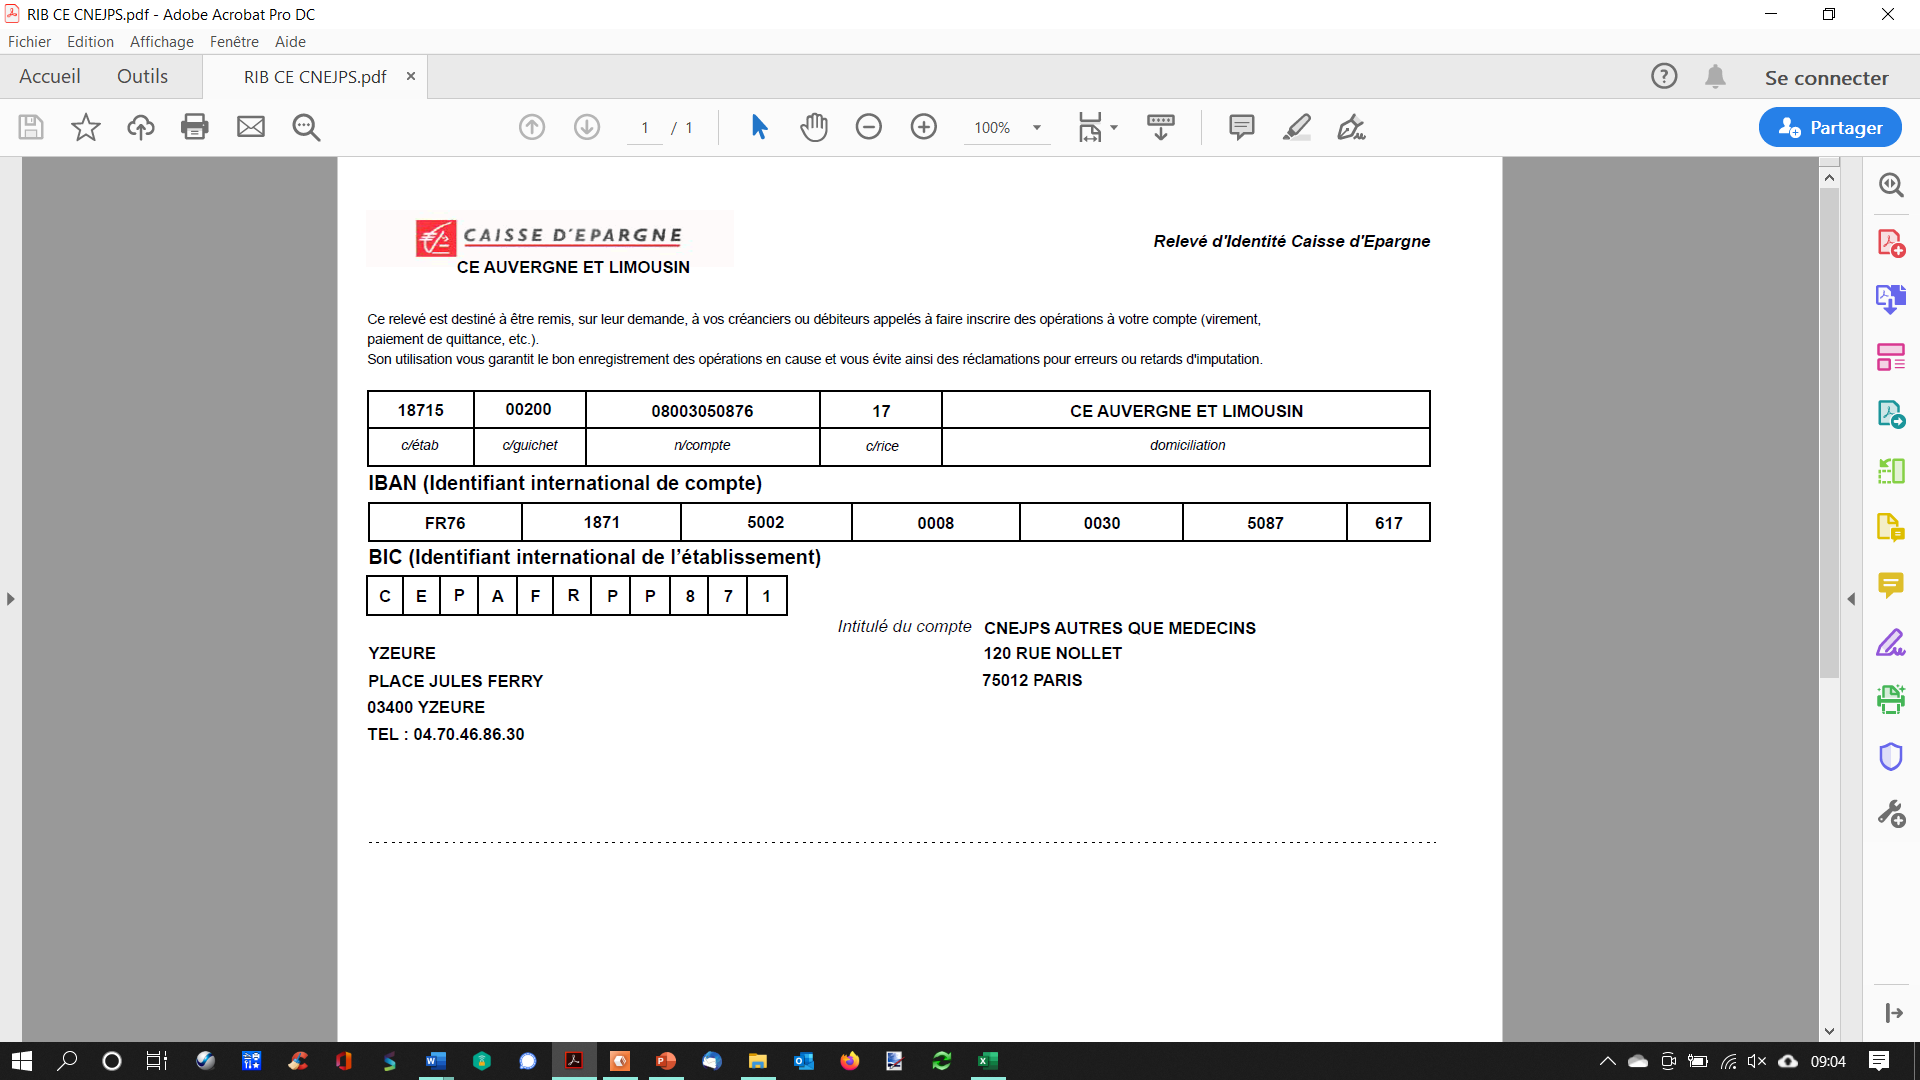 RIB CE CNEJPS.pdf - Adobe Acrobat Pro DC
Fichier Edition Affichage Fenêtre Aide
Accueil Outils RIB CE CNEJPS.pdf × Se connecter
1 / 1 100% Partager
CAISSE D'EPARGNE
CE AUVERGNE ET LIMOUSIN
Relevé d'Identité Caisse d'Epargne
Ce relevé est destiné à être remis, sur leur demande, à vos créanciers ou débiteurs appelés à faire inscrire des opérations à votre compte (virement,
paiement de quittance, etc.).
Son utilisation vous garantit le bon enregistrement des opérations en cause et vous évite ainsi des réclamations pour erreurs ou retards d'imputation.
18715 00200 08003050876 17 CE AUVERGNE ET LIMOUSIN
c/étab c/guichet n/compte c/rice domiciliation
IBAN (Identifiant international de compte)
FR76 1871 5002 0008 0030 5087 617
BIC (Identifiant international de l’établissement)
C E P A F R P P 8 7 1
Intitulé du compte CNEJPS AUTRES QUE MEDECINS
120 RUE NOLLET
75012 PARIS
YZEURE
PLACE JULES FERRY
03400 YZEURE
TEL : 04.70.46.86.30
09:04